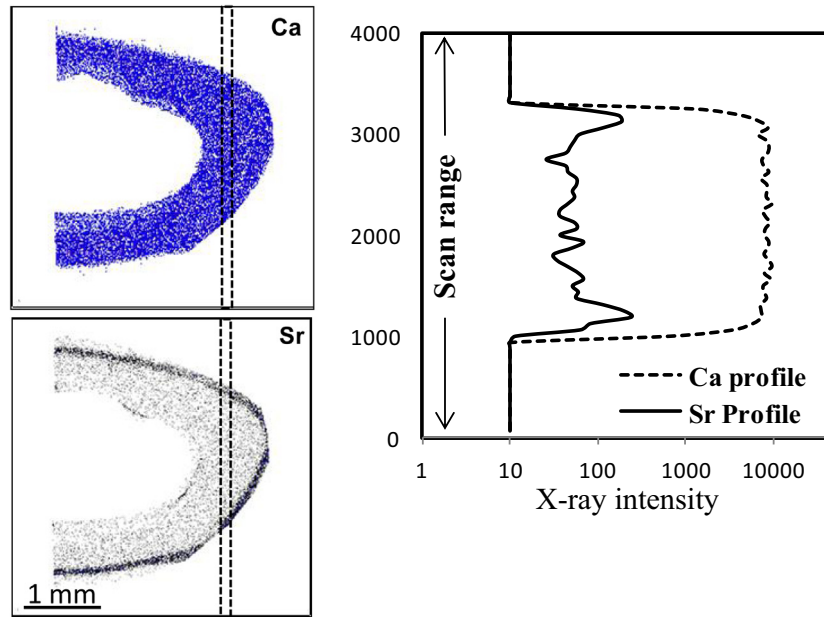 Ca
Sr
1 mm
4000
3000
2000
1000
0
Scan range
Ca profile
Sr Profile
1
10
100
1000
10000
X-ray intensity